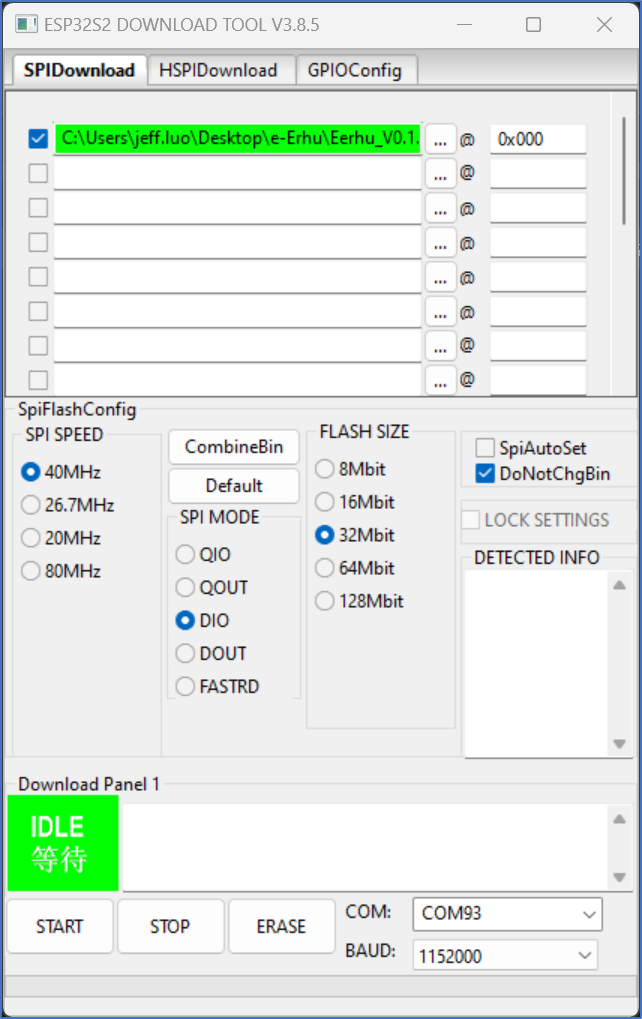 ESP32S2 DOWNLOAD TOOL V3.8.5
SPIDownload HSPIDownload GPIOConfig
C:\Users\jeff.luo\Desktop\e-Erhu\Eerhu_V0.1. ... @ 0x000
... @
... @
... @
... @
... @
... @
... @
SpiFlashConfig
SPI SPEED
40MHz
26.7MHz
20MHz
80MHz
CombineBin
Default
SPI MODE
QIO
QOUT
DIO
DOUT
FASTRD
FLASH SIZE
8Mbit
16Mbit
32Mbit
64Mbit
128Mbit
SpiAutoSet
DoNotChgBin
LOCK SETTINGS
DETECTED INFO
Download Panel 1
IDLE
等待
START STOP ERASE
COM: COM93
BAUD: 1152000